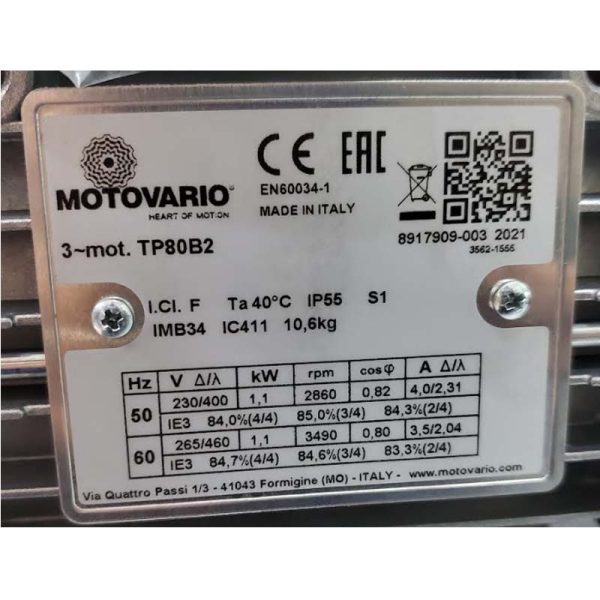 MOTOVARIO®
HEART OF MOTION
CE EAC
EN60034-1
MADE IN ITALY
8917909-003 2021
3562-1555
3~mot. TP80B2
I.Cl. F Ta 40°C IP55 S1
IMB34 IC411 10,6kg
Hz V Δ/⅄ kW rpm cosφ A Δ/⅄
50 230/400 1,1 2860 0,82 4,0/2,31
IE3 84,0%(4/4) 85,0%(3/4) 84,3%(2/4)
60 265/460 1,1 3490 0,80 3,5/2,04
IE3 84,7%(4/4) 84,6%(3/4) 83,3%(2/4)
Via Quattro Passi 1/3 - 41043 Formigine (MO) - ITALY - www.motovario.com